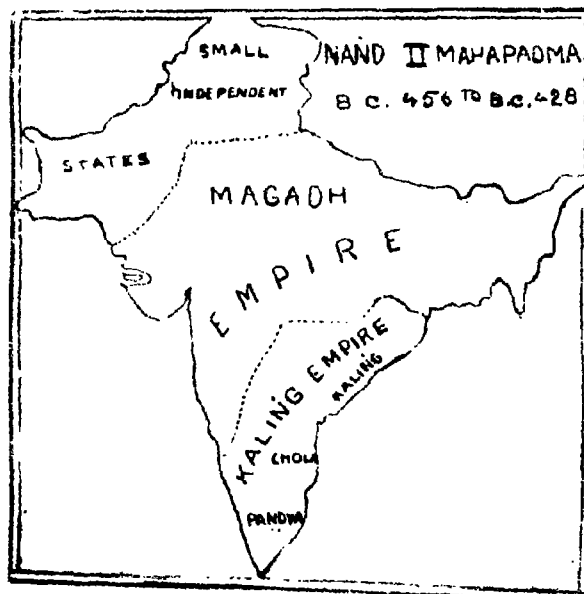 SMALL
INDEPENDENT
STATES
NAND II MAHAPADMA
B C. 456 TO B.C. 428
MAGADH
EMPIRE
KALING EMPIRE
KALING
CHOLA
PANDYA